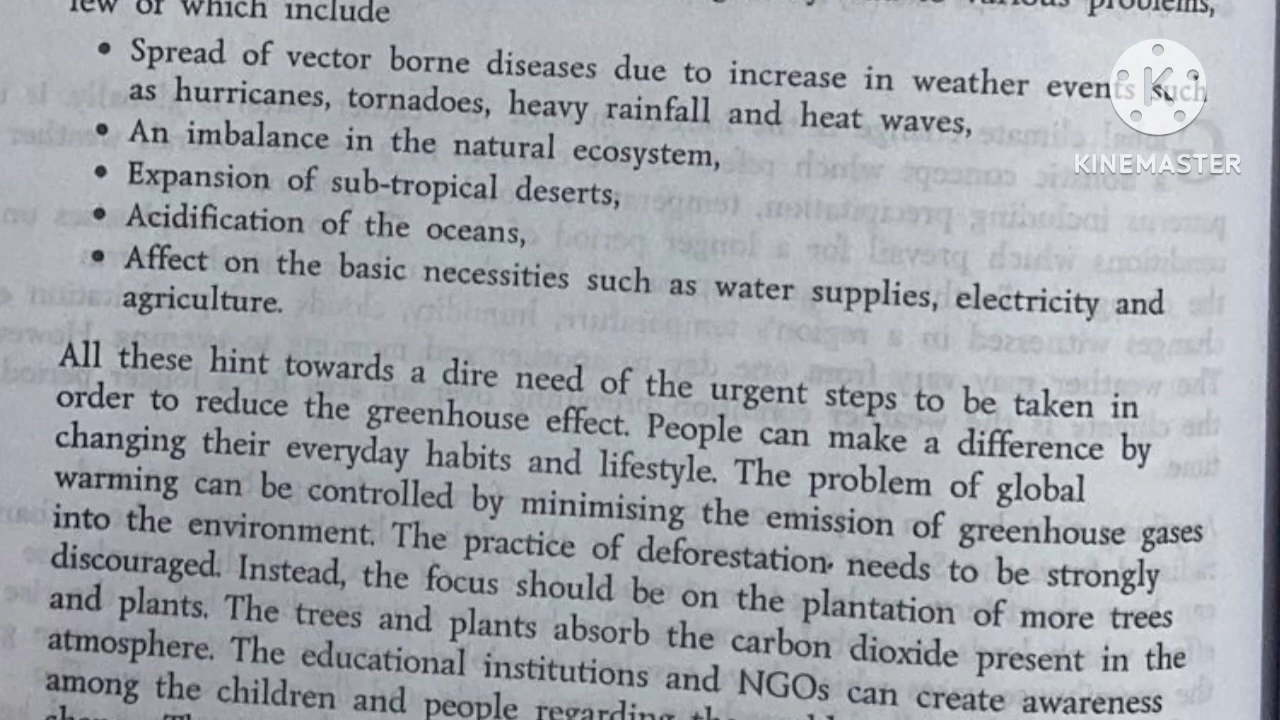 few of which include
problems,
• Spread of vector borne diseases due to increase in weather events such
as hurricanes, tornadoes, heavy rainfall and heat waves,
• An imbalance in the natural ecosystem,
• Expansion of sub-tropical deserts,
• Acidification of the oceans,
• Affect on the basic necessities such as water supplies, electricity and
agriculture.
All these hint towards a dire need of the urgent steps to be taken in
order to reduce the greenhouse effect. People can make a difference by
changing their everyday habits and lifestyle. The problem of global
warming can be controlled by minimising the emission of greenhouse gases
into the environment. The practice of deforestation needs to be strongly
discouraged. Instead, the focus should be on the plantation of more trees
and plants. The trees and plants absorb the carbon dioxide present in the
atmosphere. The educational institutions and NGOs can create awareness
among the children and people regarding
KINEMASTER